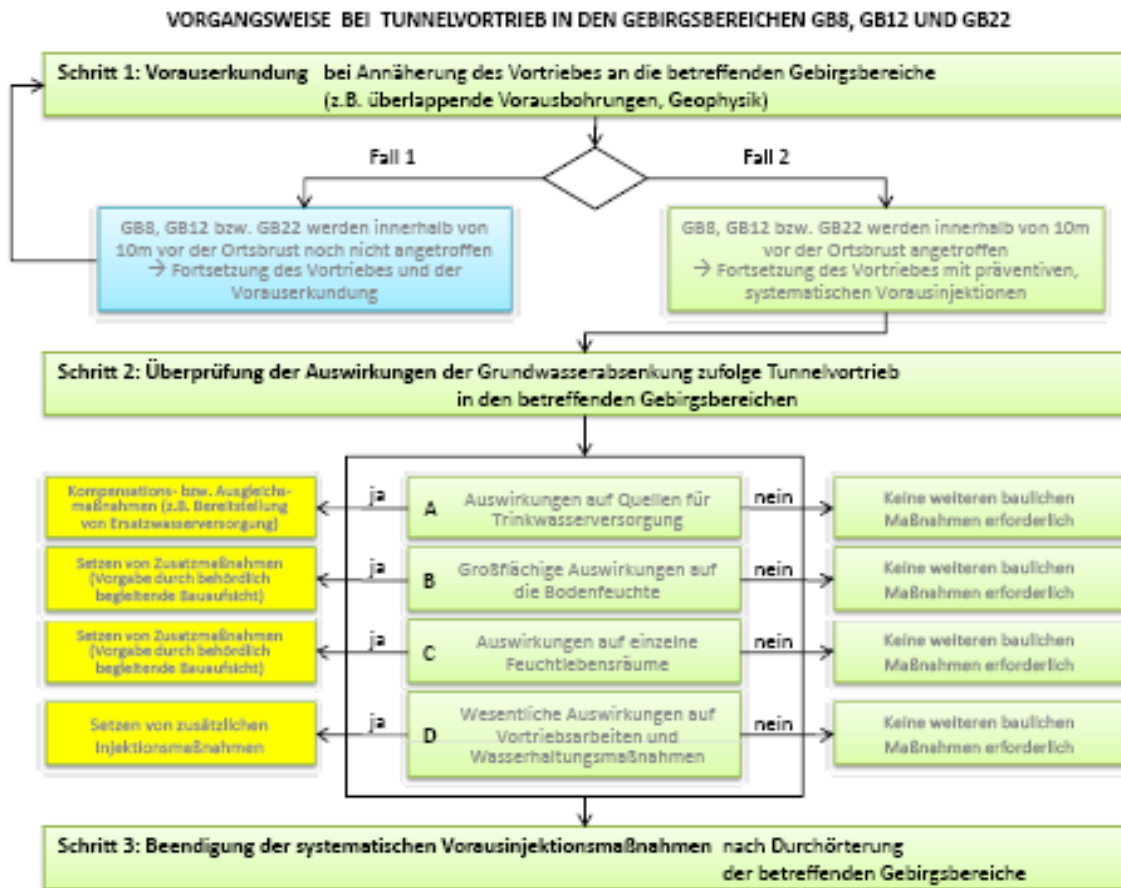 VORGANGSWEISE BEI TUNNELVORTRIEB IN DEN GEBIRGSBEREICHEN GB8, GB12 UND GB22
Schritt 1: Vorauserkundung bei Annäherung des Vortriebes an die betreffenden Gebirgsbereiche
(z.B. überlappende Vorausbohrungen, Geophysik)
Fall 1
Fall 2
GB8, GB12 bzw. GB22 werden innerhalb von
10m vor der Ortsbrust noch nicht angetroffen
→ Fortsetzung des Vortriebes und der
Vorauserkundung
GB8, GB12 bzw. GB22 werden innerhalb von 10m
vor der Ortsbrust angetroffen
→ Fortsetzung des Vortriebes mit präventiven,
systematischen Vorausinjektionen
Schritt 2: Überprüfung der Auswirkungen der Grundwasserabsenkung zufolge Tunnelvortrieb
in den betreffenden Gebirgsbereichen
Kompensations- bzw. Ausgleichs-
maßnahmen (z.B. Bereitstellung
von Ersatzwasserversorgung)
ja
A Auswirkungen auf Quellen für
Trinkwasserversorgung
nein
Keine weiteren baulichen
Maßnahmen erforderlich
Setzen von Zusatzmaßnahmen
(Vorgabe durch behördlich
begleitende Bauaufsicht)
ja
B Großflächige Auswirkungen auf
die Bodenfeuchte
nein
Keine weiteren baulichen
Maßnahmen erforderlich
Setzen von Zusatzmaßnahmen
(Vorgabe durch behördlich
begleitende Bauaufsicht)
ja
C Auswirkungen auf einzelne
Feuchtlebensräume
nein
Keine weiteren baulichen
Maßnahmen erforderlich
Setzen von zusätzlichen
Injektionsmaßnahmen
ja
D Wesentliche Auswirkungen auf
Vortriebsarbeiten und
Wasserhaltungsmaßnahmen
nein
Keine weiteren baulichen
Maßnahmen erforderlich
Schritt 3: Beendigung der systematischen Vorausinjektionsmaßnahmen nach Durchörterung
der betreffenden Gebirgsbereiche